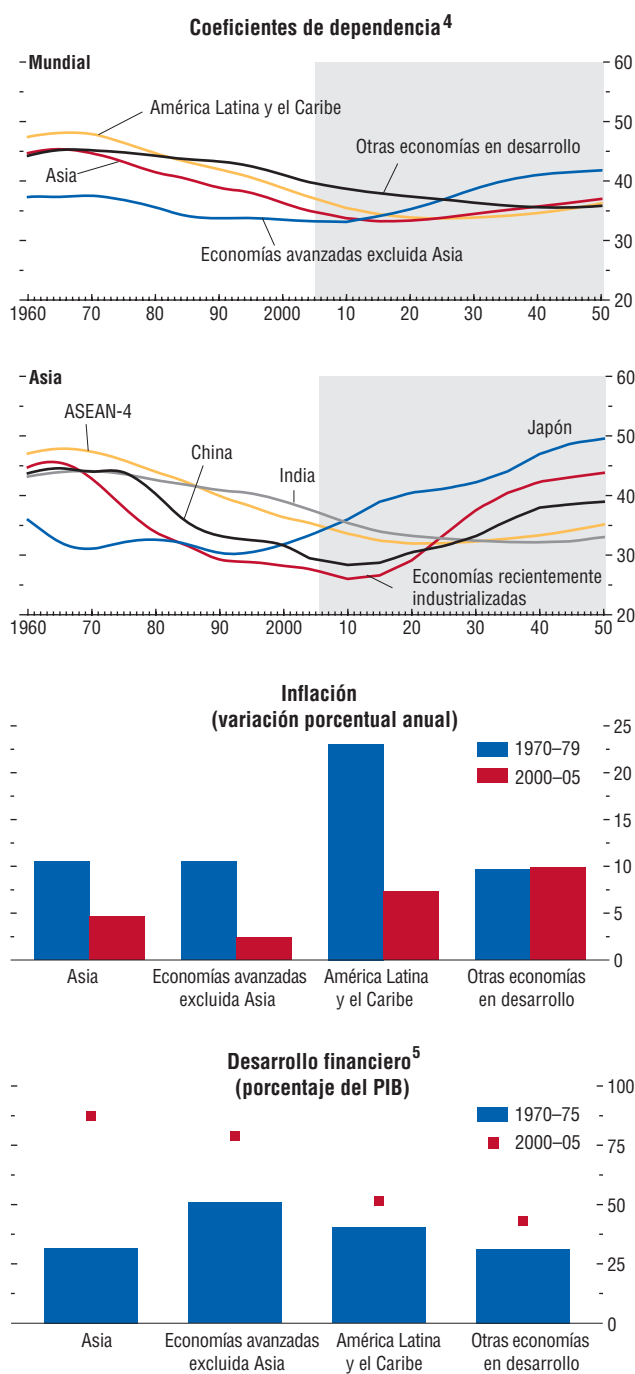 Coeficientes de dependencia4
Mundial
60
América Latina y el Caribe
50
Otras economías en desarrollo
Asia
40
30
Economías avanzadas excluida Asia
20
1960 70 80 90 2000 10 20 30 40 50
Asia
60
ASEAN-4
Japón
50
China
India
40
30
Economías recientemente
industrializadas
20
1960 70 80 90 2000 10 20 30 40 50
Inflación
(variación porcentual anual)
25
1970–79
2000–05
20
15
10
5
0
Asia
Economías avanzadas
excluida Asia
América Latina
y el Caribe
Otras economías
en desarrollo
Desarrollo financiero5
(porcentaje del PIB)
100
1970–75
2000–05
75
50
25
0
Asia
Economías avanzadas
excluida Asia
América Latina
y el Caribe
Otras economías
en desarrollo